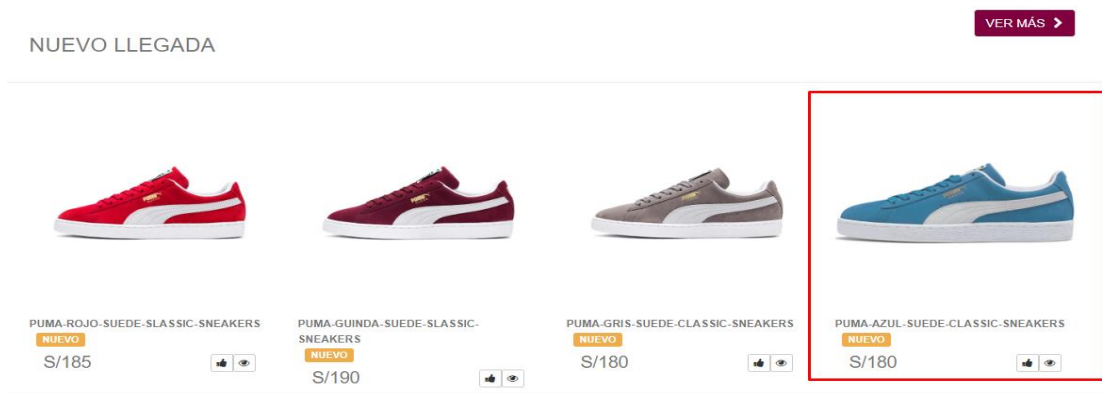 VER MÁS
NUEVO LLEGADA
PUMA-ROJO-SUEDE-SLASSIC-SNEAKERS
NUEVO
S/185
PUMA-GUINDA-SUEDE-SLASSIC-
SNEAKERS
NUEVO
S/190
PUMA-GRIS-SUEDE-CLASSIC-SNEAKERS
NUEVO
S/180
PUMA-AZUL-SUEDE-CLASSIC-SNEAKERS
NUEVO
S/180